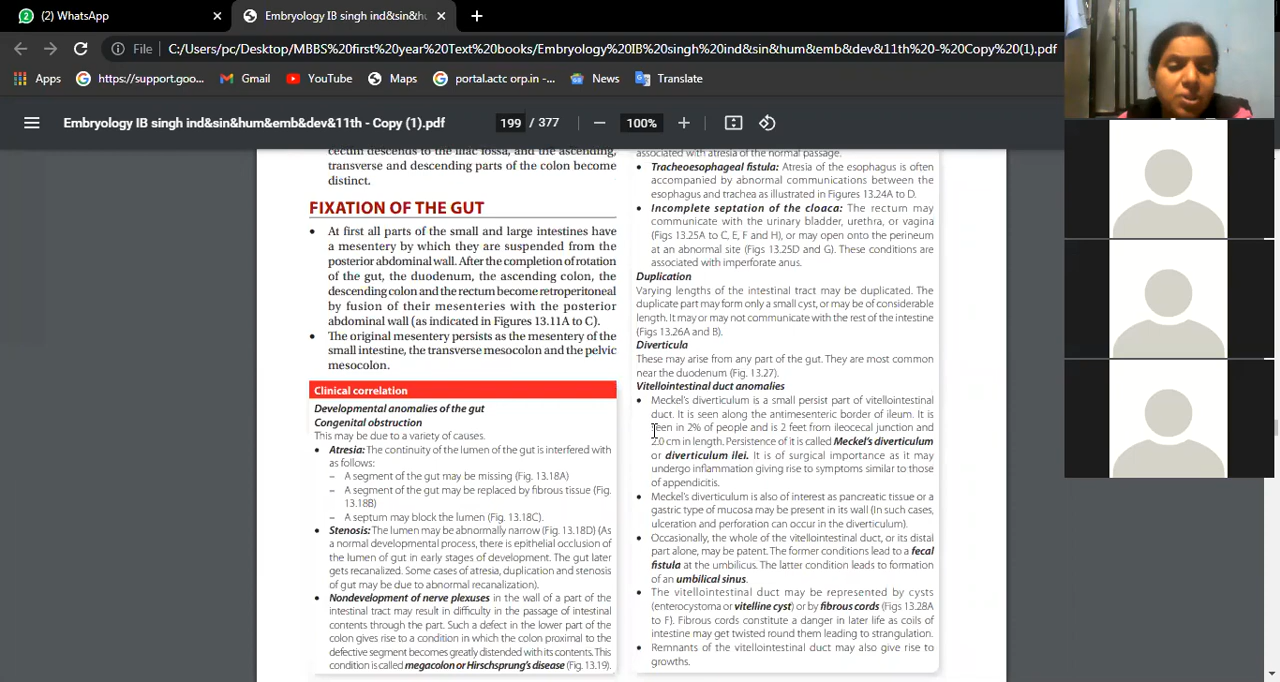 (2) WhatsApp
Embryology IB singh ind&sin&hu
File C:/Users/pc/Desktop/MBBS%20first%20year%20Text%20books/Embryology%20IB%20singh%20ind&sin&hum&emb&dev&11th%20-%20Copy%20(1).pdf
Apps https://support.goo... Gmail YouTube Maps portal.actc orp.in -... News Translate
Embryology IB singh ind&sin&hum&emb&dev&11th - Copy (1).pdf 199 / 377 100%
cecum descends to the iliac fossa, and the ascending,
transverse and descending parts of the colon become
distinct.
FIXATION OF THE GUT
• At first all parts of the small and large intestines have
a mesentery by which they are suspended from the
posterior abdominal wall. After the completion of rotation
of the gut, the duodenum, the ascending colon, the
descending colon and the rectum become retroperitoneal
by fusion of their mesenteries with the posterior
abdominal wall (as indicated in Figures 13.11A to C).
• The original mesentery persists as the mesentery of the
small intestine, the transverse mesocolon and the pelvic
mesocolon.
Clinical correlation
Developmental anomalies of the gut
Congenital obstruction
This may be due to a variety of causes.
• Atresia: The continuity of the lumen of the gut is interfered with
as follows:
– A segment of the gut may be missing (Fig. 13.18A)
– A segment of the gut may be replaced by fibrous tissue (Fig.
13.18B)
– A septum may block the lumen (Fig. 13.18C).
• Stenosis: The lumen may be abnormally narrow (Fig. 13.18D) (As
a normal developmental process, there is epithelial occlusion of
the lumen of gut in early stages of development. The gut later
gets recanalized. Some cases of atresia, duplication and stenosis
of gut may be due to abnormal recanalization).
• Nondevelopment of nerve plexuses in the wall of a part of the
intestinal tract may result in difficulty in the passage of intestinal
contents through the part. Such a defect in the lower part of the
colon gives rise to a condition in which the colon proximal to the
defective segment becomes greatly distended with its contents. This
condition is called megacolon or Hirschsprung's disease (Fig. 13.19).
associated with atresia of the normal passage.
• Tracheoesophageal fistula: Atresia of the esophagus is often
accompanied by abnormal communications between the
esophagus and trachea as illustrated in Figures 13.24A to D.
• Incomplete septation of the cloaca: The rectum may
communicate with the urinary bladder, urethra, or vagina
(Figs 13.25A to C, E, F and H), or may open onto the perineum
at an abnormal site (Figs 13.25D and G). These conditions are
associated with imperforate anus.
Duplication
Varying lengths of the intestinal tract may be duplicated. The
duplicate part may form only a small cyst, or may be of considerable
length. It may or may not communicate with the rest of the intestine
(Figs 13.26A and B).
Diverticula
These may arise from any part of the gut. They are most common
near the duodenum (Fig. 13.27).
Vitellointestinal duct anomalies
• Meckel's diverticulum is a small persist part of vitellointestinal
duct. It is seen along the antimesenteric border of ileum. It is
seen in 2% of people and is 2 feet from ileocecal junction and
2.0 cm in length. Persistence of it is called Meckel's diverticulum
or diverticulum ilei. It is of surgical importance as it may
undergo inflammation giving rise to symptoms similar to those
of appendicitis.
• Meckel's diverticulum is also of interest as pancreatic tissue or a
gastric type of mucosa may be present in its wall (In such cases,
ulceration and perforation can occur in the diverticulum).
• Occasionally, the whole of the vitellointestinal duct, or its distal
part alone, may be patent. The former conditions lead to a fecal
fistula at the umbilicus. The latter condition leads to formation
of an umbilical sinus.
• The vitellointestinal duct may be represented by cysts
(enterocystoma or vitelline cyst) or by fibrous cords (Figs 13.28A
to F). Fibrous cords constitute a danger in later life as coils of
intestine may get twisted round them leading to strangulation.
• Remnants of the vitellointestinal duct may also give rise to
growths.